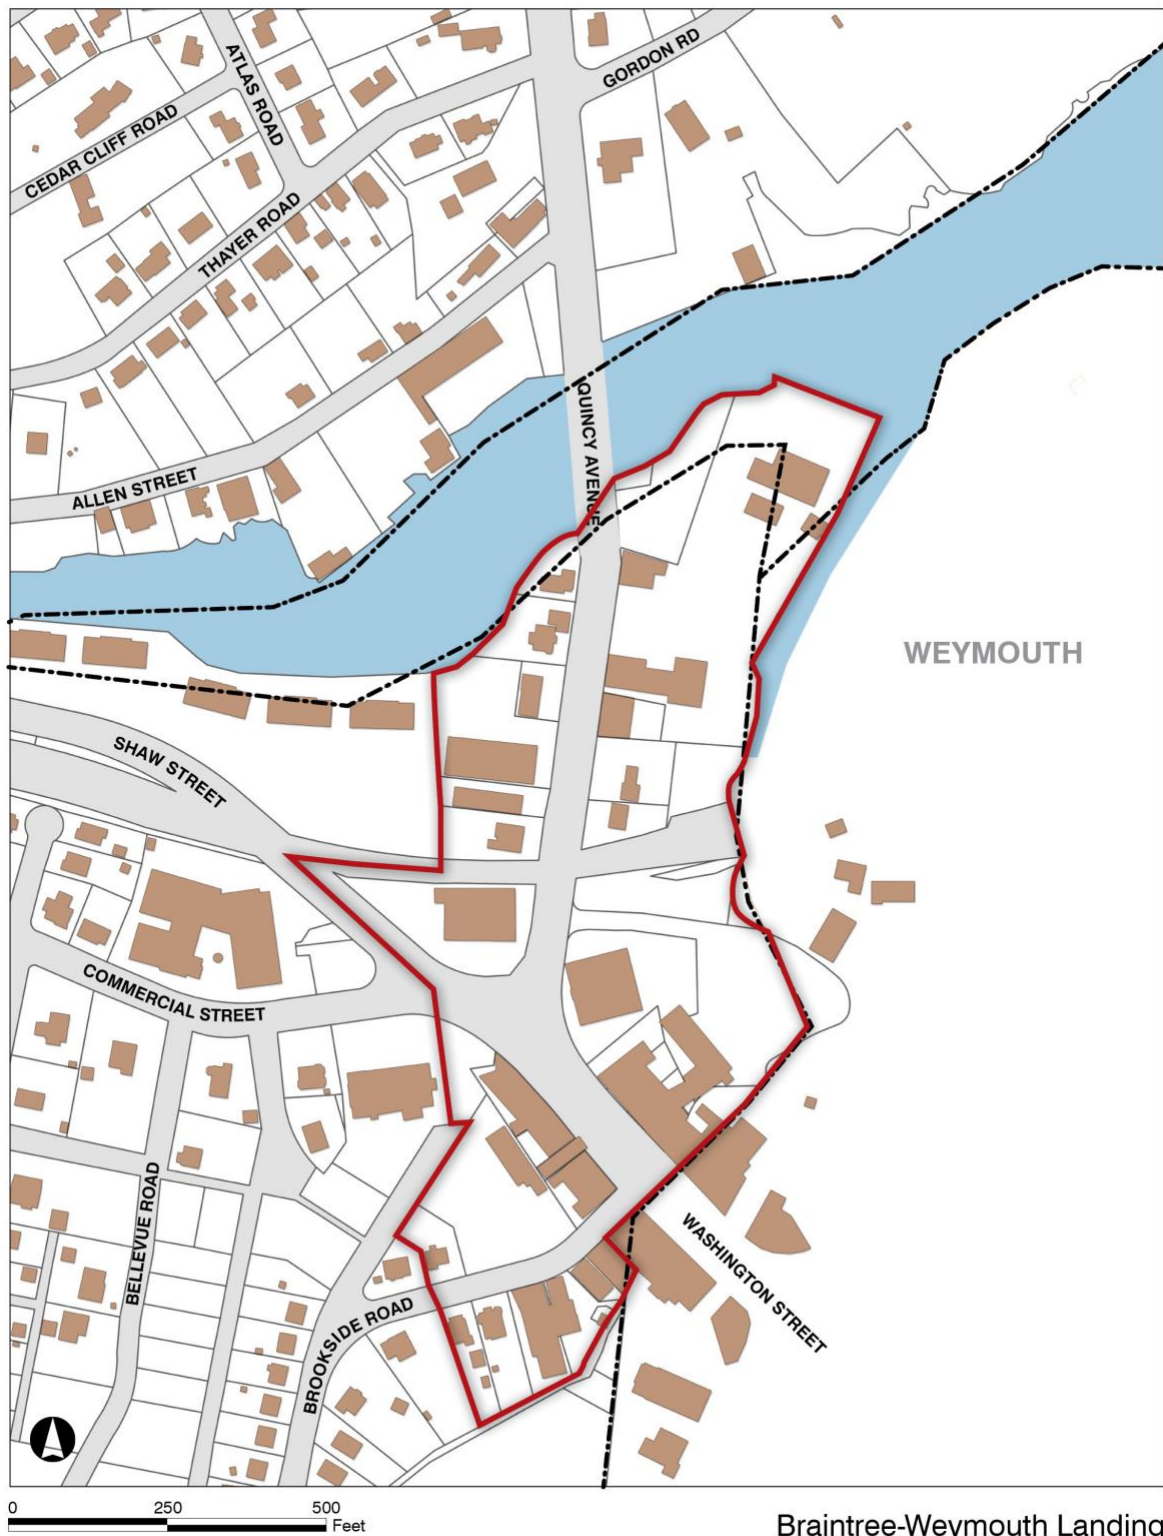 GORDON RD
ATLAS ROAD
CEDAR CLIFF ROAD
THAYER ROAD
QUINCY AVENUE
ALLEN STREET
WEYMOUTH
SHAW STREET
COMMERCIAL STREET
BELLEVUE ROAD
WASHINGTON STREET
BROOKSIDE ROAD
0 250 500
Feet
Braintree-Weymouth Landing